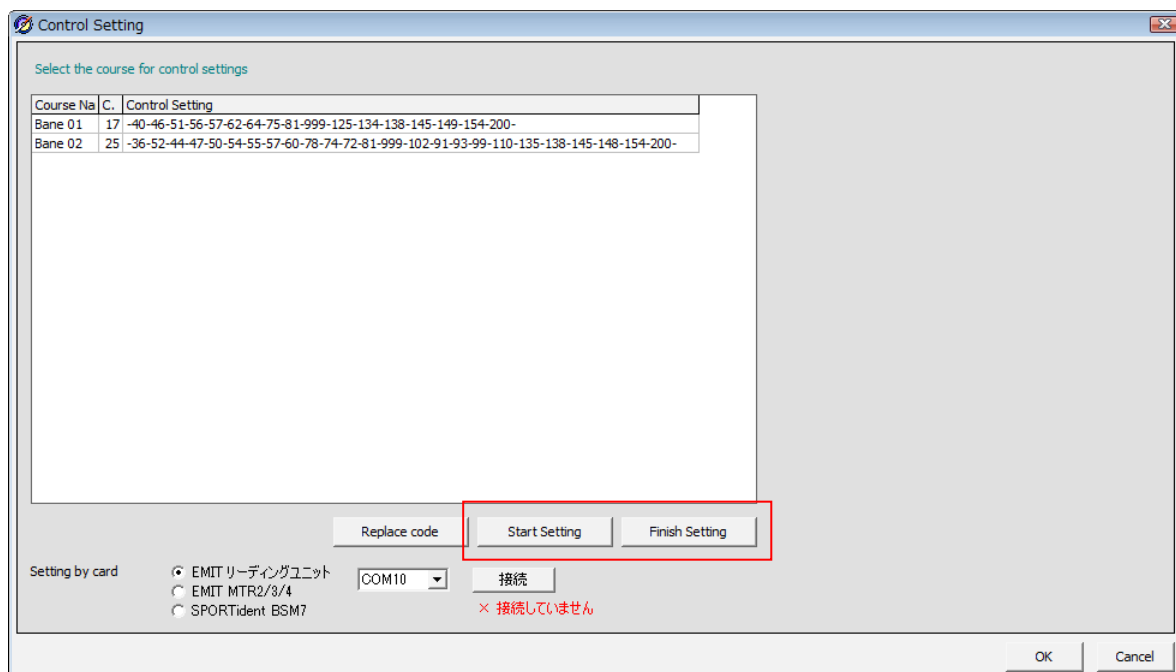 Control Setting
Select the course for control settings
Course Na C. Control Setting
Bane 01 17 -40-46-51-56-57-62-64-75-81-999-125-134-138-145-149-154-200-
Bane 02 25 -36-52-44-47-50-54-55-57-60-78-74-72-81-999-102-91-93-99-110-135-138-145-148-154-200-
Replace code Start Setting Finish Setting
Setting by card EMIT リーディングユニット COM10 接続
EMIT MTR2/3/4
SPORTident BSM7 × 接続していません
OK Cancel